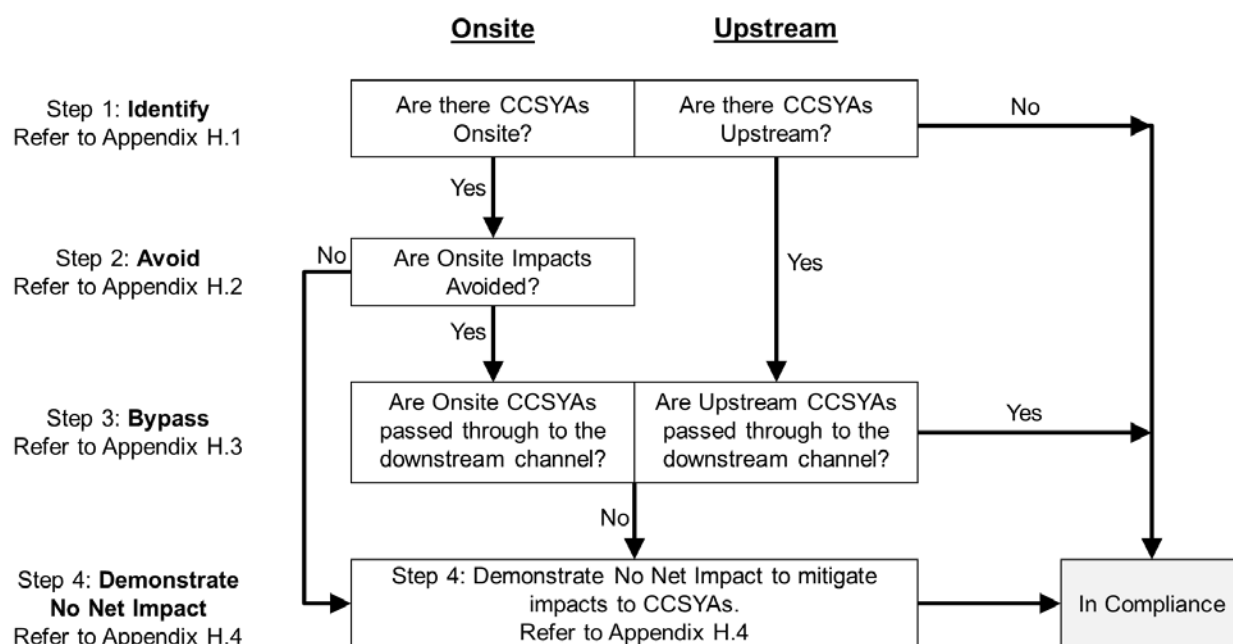 Onsite
Upstream
Step 1: Identify
Refer to Appendix H.1
Are there CCSYAs
Onsite?
Are there CCSYAs
Upstream?
No
Yes
Yes
Step 2: Avoid
Refer to Appendix H.2
No
Are Onsite Impacts
Avoided?
Yes
Step 3: Bypass
Refer to Appendix H.3
Are Onsite CCSYAs
passed through to the
downstream channel?
Are Upstream CCSYAs
passed through to the
downstream channel?
Yes
No
Step 4: Demonstrate
No Net Impact
Refer to Appendix H.4
Step 4: Demonstrate No Net Impact to mitigate
impacts to CCSYAs.
Refer to Appendix H.4
In Compliance